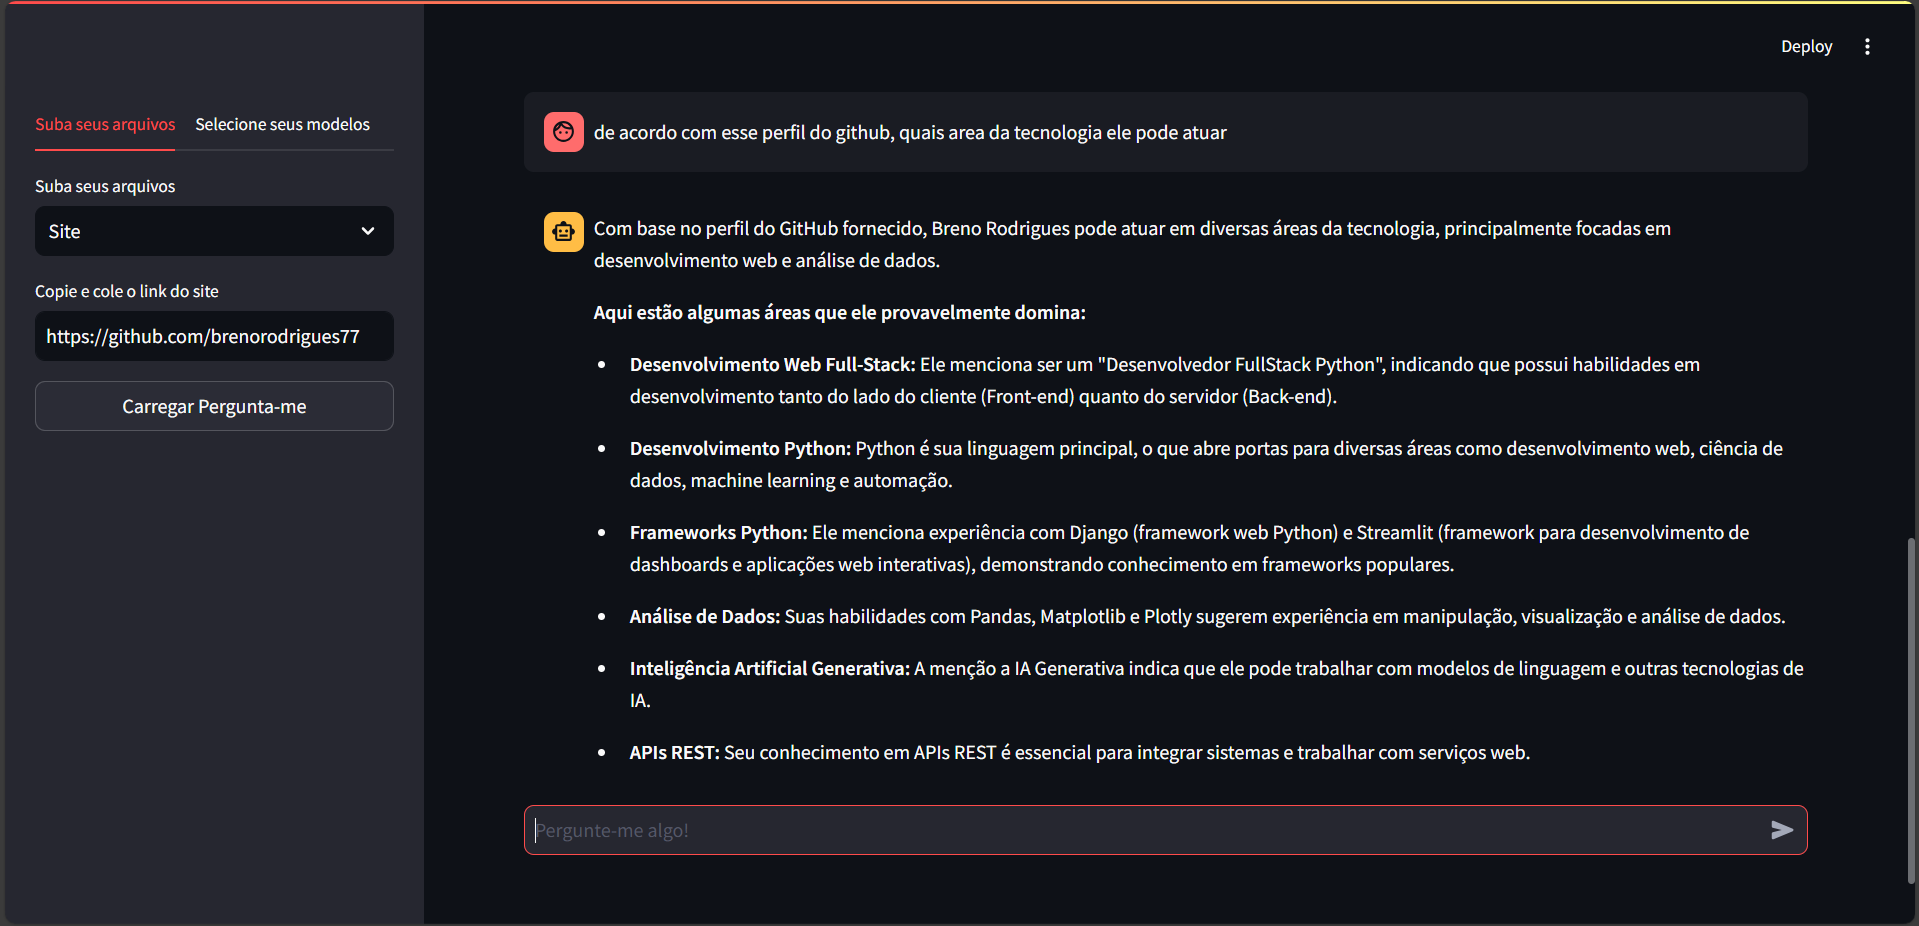 Deploy
Suba seus arquivos
Selecione seus modelos
Suba seus arquivos
Site
Copie e cole o link do site
https://github.com/brenorodrigues77
Carregar Pergunta-me
de acordo com esse perfil do github, quais area da tecnologia ele pode atuar
Com base no perfil do GitHub fornecido, Breno Rodrigues pode atuar em diversas áreas da tecnologia, principalmente focadas em
desenvolvimento web e análise de dados.
Aqui estão algumas áreas que ele provavelmente domina:
• Desenvolvimento Web Full-Stack: Ele menciona ser um "Desenvolvedor FullStack Python", indicando que possui habilidades em
desenvolvimento tanto do lado do cliente (Front-end) quanto do servidor (Back-end).
• Desenvolvimento Python: Python é sua linguagem principal, o que abre portas para diversas áreas como desenvolvimento web, ciência de
dados, machine learning e automação.
• Frameworks Python: Ele menciona experiência com Django (framework web Python) e Streamlit (framework para desenvolvimento de
dashboards e aplicações web interativas), demonstrando conhecimento em frameworks populares.
• Análise de Dados: Suas habilidades com Pandas, Matplotlib e Plotly sugerem experiência em manipulação, visualização e análise de dados.
• Inteligência Artificial Generativa: A menção a IA Generativa indica que ele pode trabalhar com modelos de linguagem e outras tecnologias de
IA.
• APIs REST: Seu conhecimento em APIs REST é essencial para integrar sistemas e trabalhar com serviços web.
Pergunte-me algo!